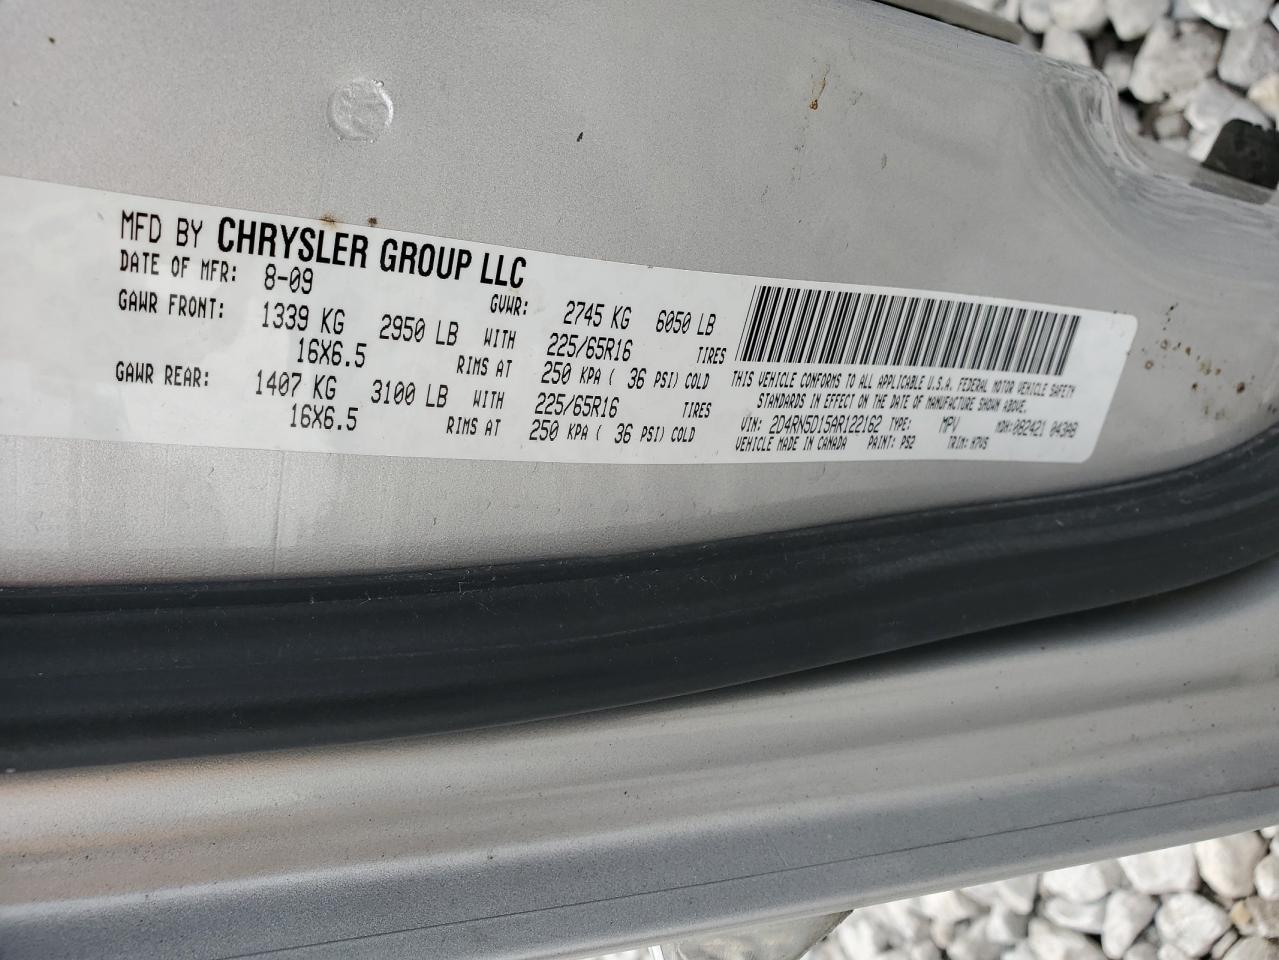 MFD BY CHRYSLER GROUP LLC
DATE OF MFR: 8-09 GVWR: 2745 KG 6050 LB
GAWR FRONT: 1339 KG 2950 LB WITH 225/65R16 TIRES
16X6.5 RIMS AT 250 KPA ( 36 PSI) COLD
GAWR REAR: 1407 KG 3100 LB WITH 225/65R16 TIRES
16X6.5 RIMS AT 250 KPA ( 36 PSI) COLD
THIS VEHICLE CONFORMS TO ALL APPLICABLE U.S.A. FEDERAL MOTOR VEHICLE SAFETY
STANDARDS IN EFFECT ON THE DATE OF MANUFACTURE SHOWN ABOVE.
VIN: 2D4RN5D15AR122162 TYPE: MPV MDH: 082421 043AB
VEHICLE MADE IN CANADA PAINT: PS2 TRIM: